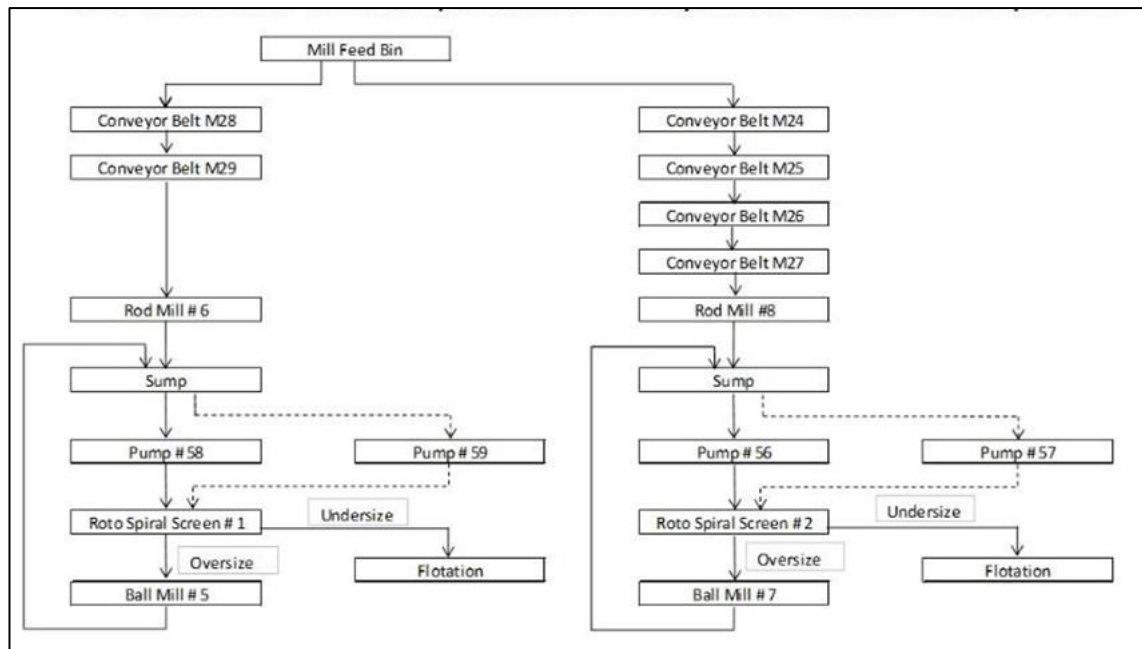 Mill Feed Bin
Conveyor Belt M28
Conveyor Belt M24
Conveyor Belt M29
Conveyor Belt M25
Conveyor Belt M26
Conveyor Belt M27
Rod Mill # 6
Rod Mill #8
Sump
Sump
Pump # 58
Pump # 59
Pump # 56
Pump # 57
Roto Spiral Screen # 1
Undersize
Roto Spiral Screen # 2
Undersize
Oversize
Flotation
Oversize
Flotation
Ball Mill # 5
Ball Mill # 7